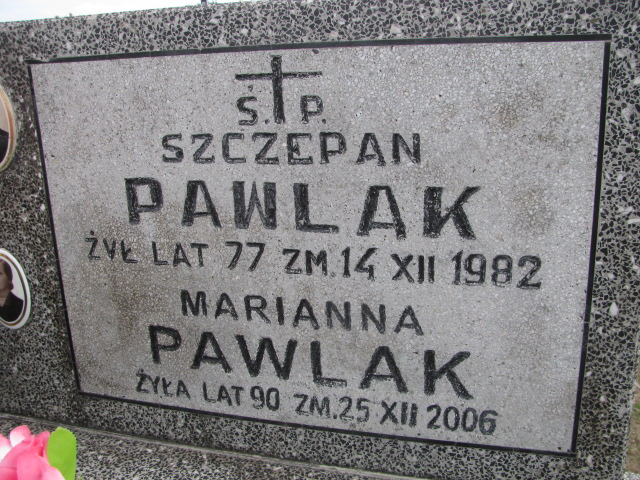 Ś. P.
SZCZEPAN
PAWLAK
ŻYŁ LAT 77 ZM. 14 XII 1982
MARIANNA
PAWLAK
ŻYŁA LAT 90 ZM. 25 XII 2006